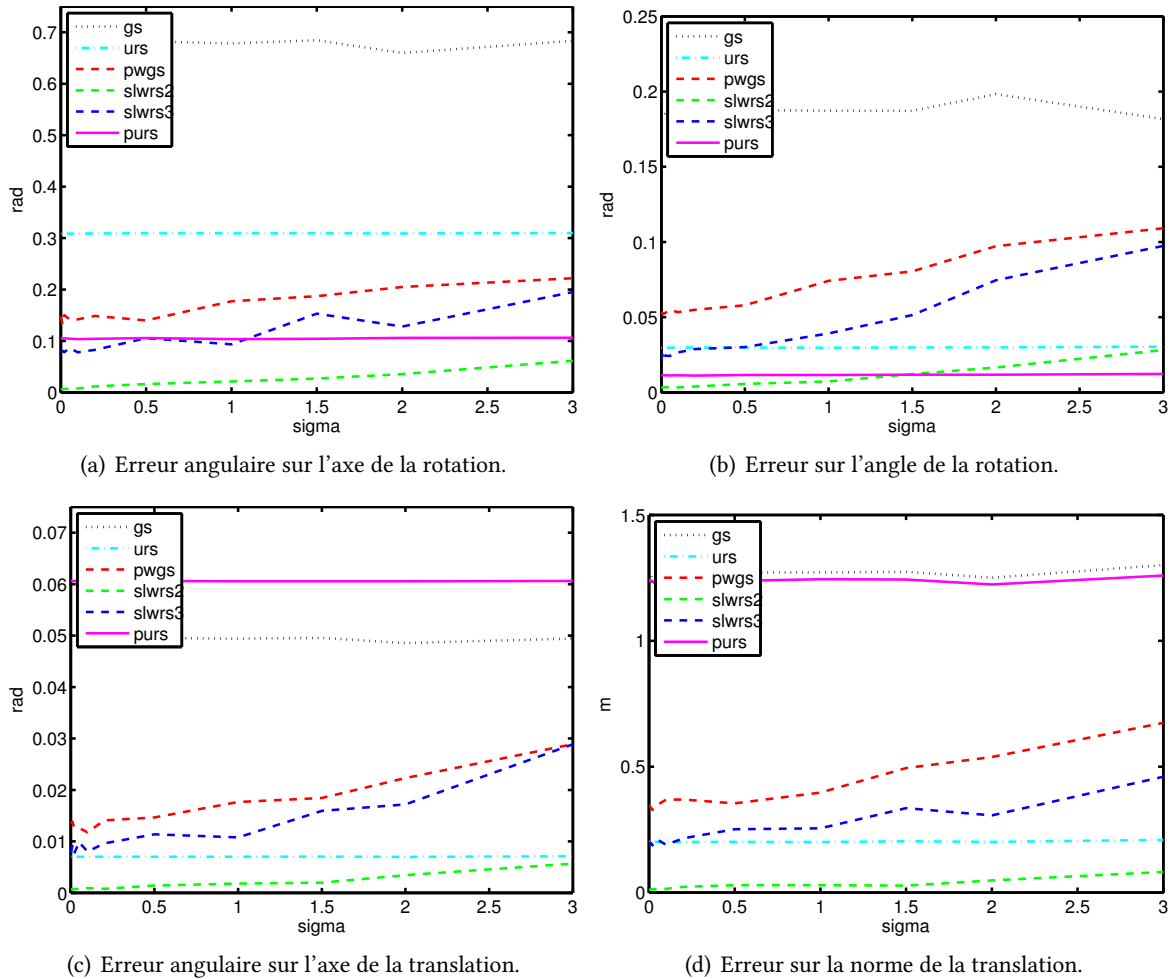 0.7
0.6
0.5
0.4
0.3
0.2
0.1
0
rad
gs
urs
pwgs
slwrs2
slwrs3
purs
0 0.5 1 1.5 2 2.5 3
sigma
(a) Erreur angulaire sur l'axe de la rotation.
0.25
0.2
0.15
0.1
0.05
0
rad
gs
urs
pwgs
slwrs2
slwrs3
purs
0 0.5 1 1.5 2 2.5 3
sigma
(b) Erreur sur l'angle de la rotation.
0.07
0.06
0.05
0.04
0.03
0.02
0.01
0
rad
gs
urs
pwgs
slwrs2
slwrs3
purs
0 0.5 1 1.5 2 2.5 3
sigma
(c) Erreur angulaire sur l'axe de la translation.
1.5
1
0.5
0
m
gs
urs
pwgs
slwrs2
slwrs3
purs
0 0.5 1 1.5 2 2.5 3
sigma
(d) Erreur sur la norme de la translation.